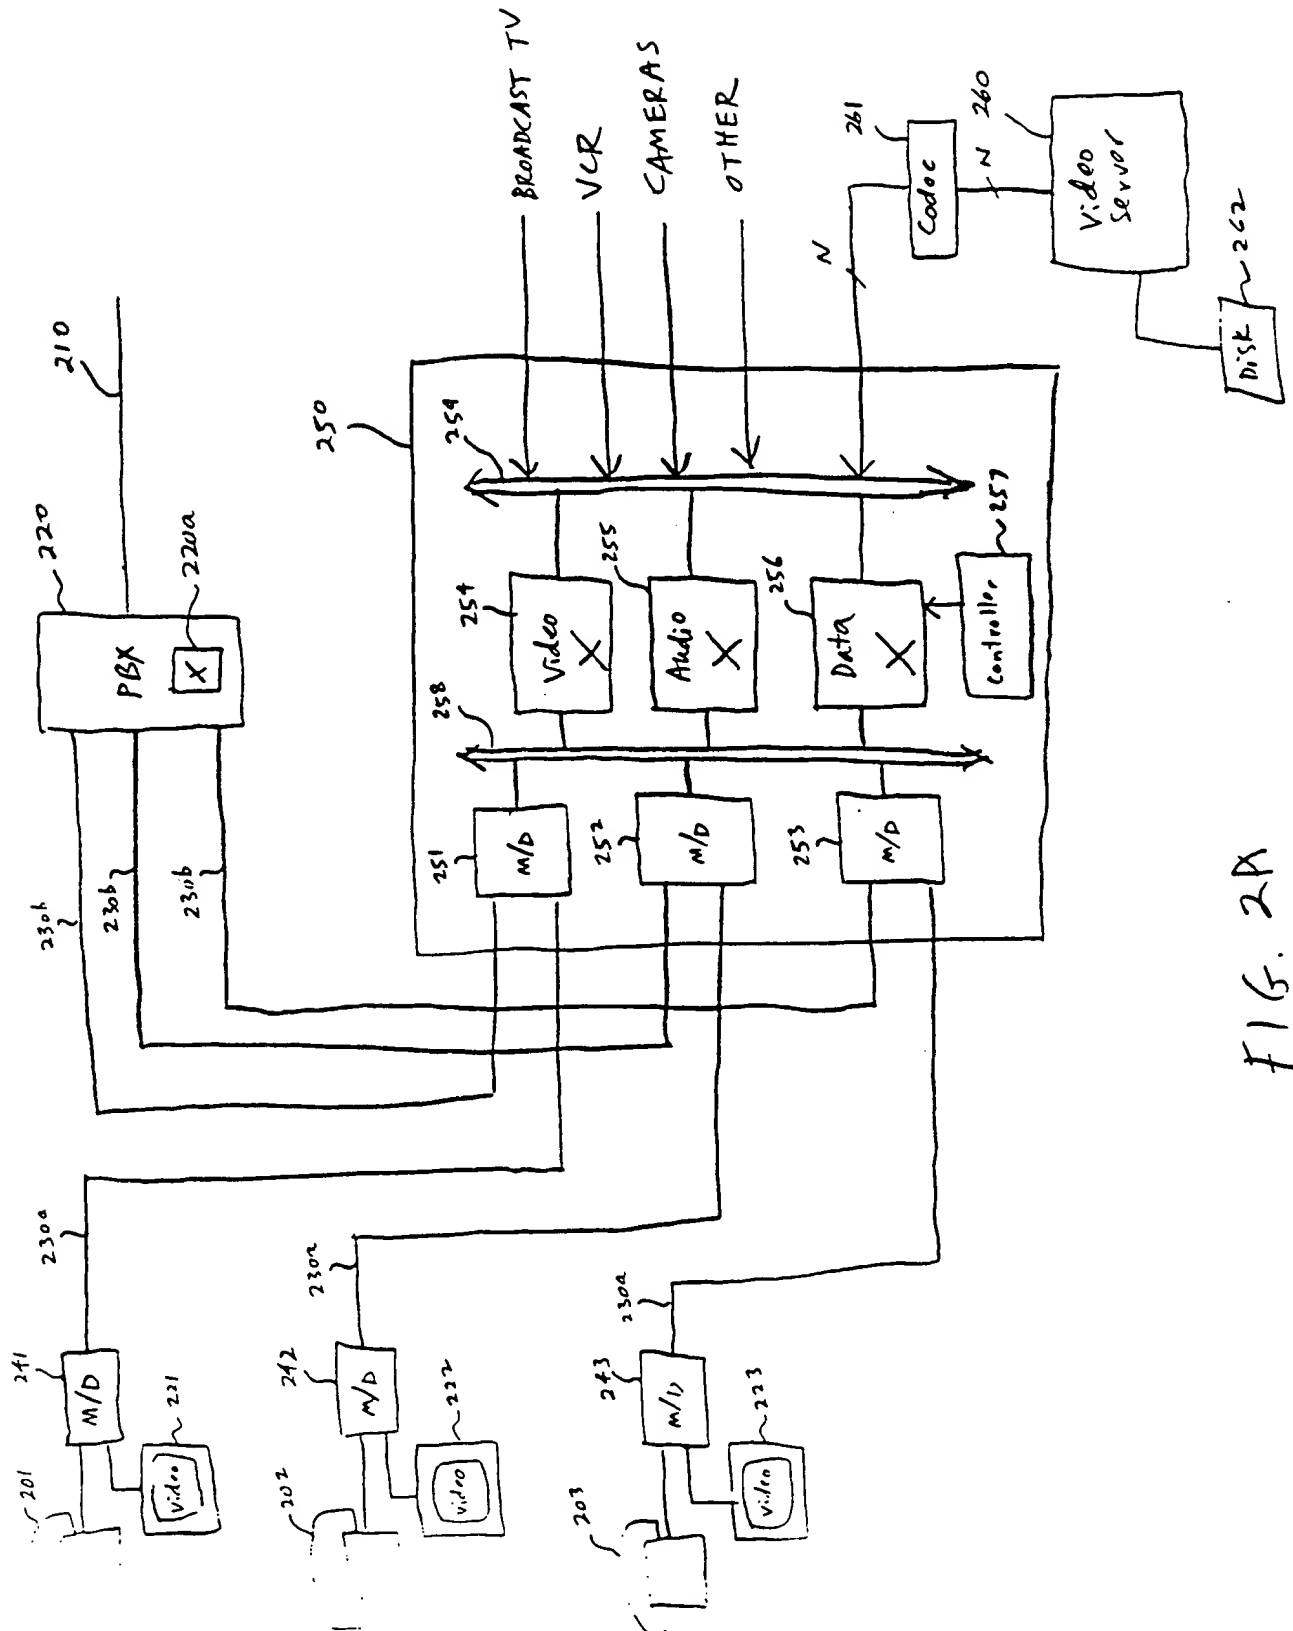 210
220
PBX
X
220a
230b
230b
230b
250
259
BROADCAST TV
VCR
CAMERAS
OTHER
254
Video
X
255
Audio
X
256
Data
X
257
Controller
258
251
M/D
252
M/D
253
M/D
N
261
Codec
N
260
Video
Server
262
Disk
230a
241
M/D
201
221
Video
230a
242
M/D
202
222
Video
230a
243
M/D
203
223
Video
FIG. 2A